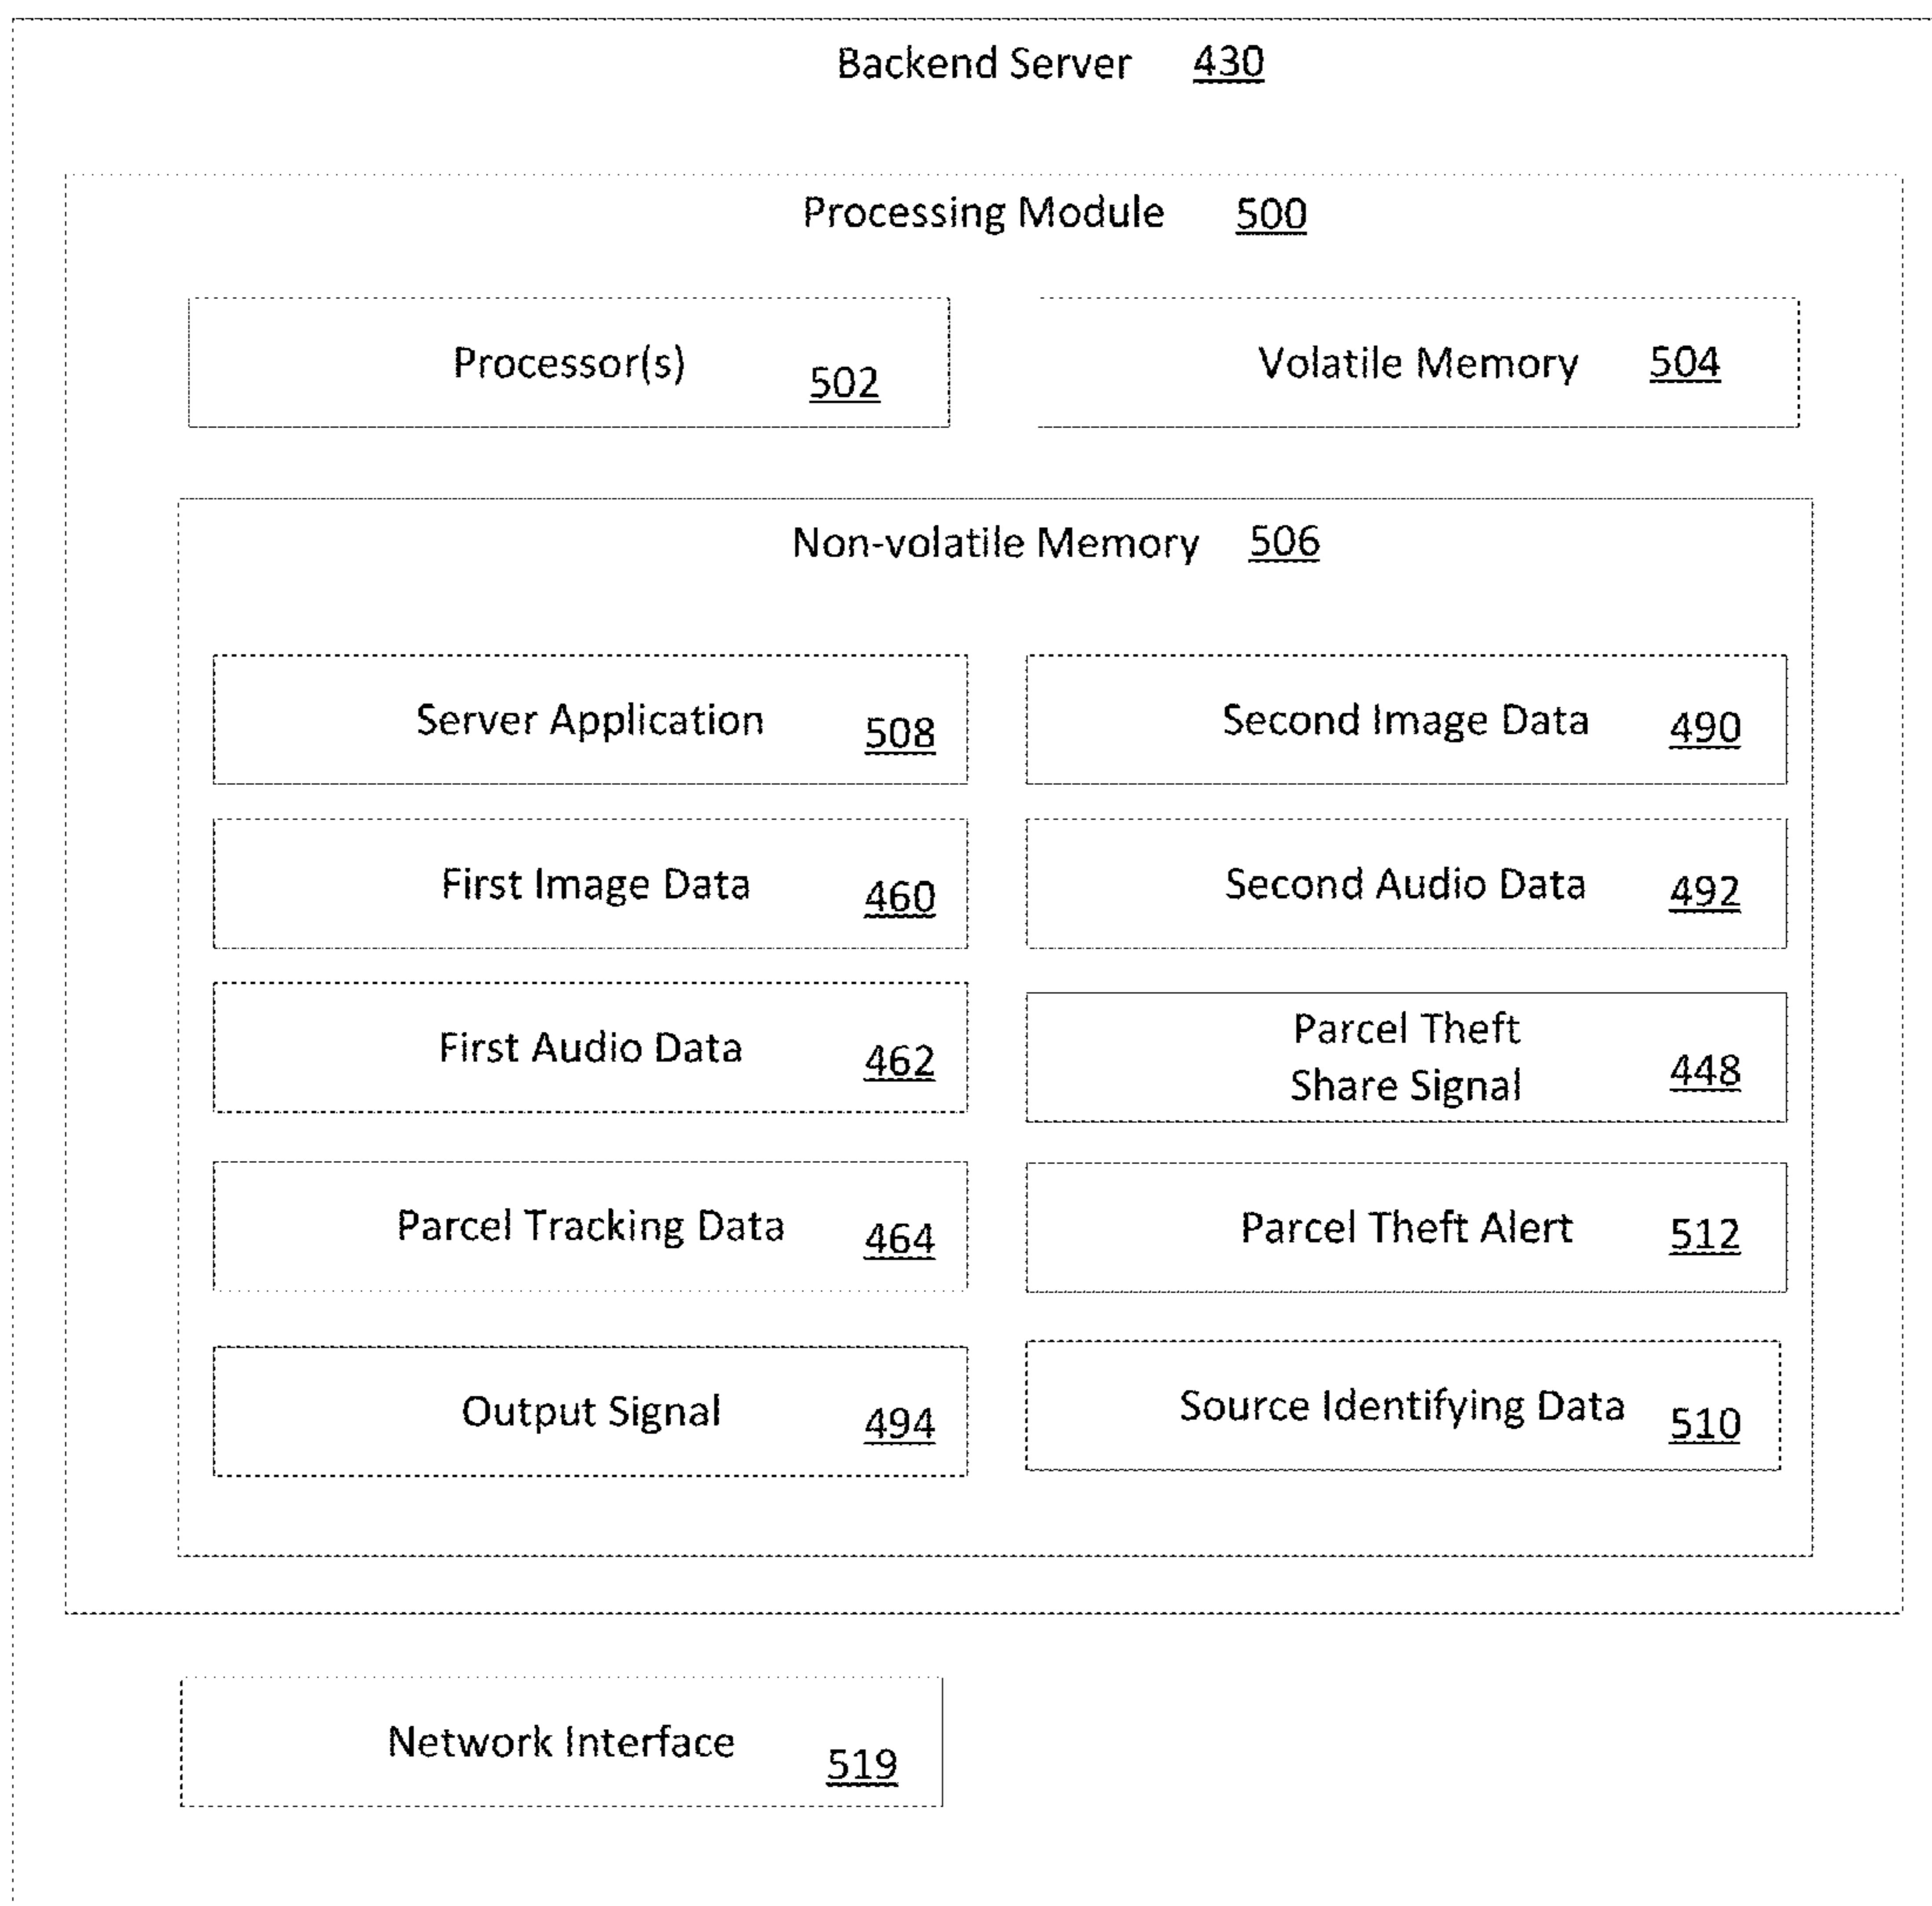 Backend Server 430
Processing Module 500
Processor(s) 502
Volatile Memory 504
Non-volatile Memory 506
Server Application 508
Second Image Data 490
First Image Data 460
Second Audio Data 492
First Audio Data 462
Parcel Theft
Share Signal 448
Parcel Tracking Data 464
Parcel Theft Alert 512
Output Signal 494
Source Identifying Data 510
Network Interface 519